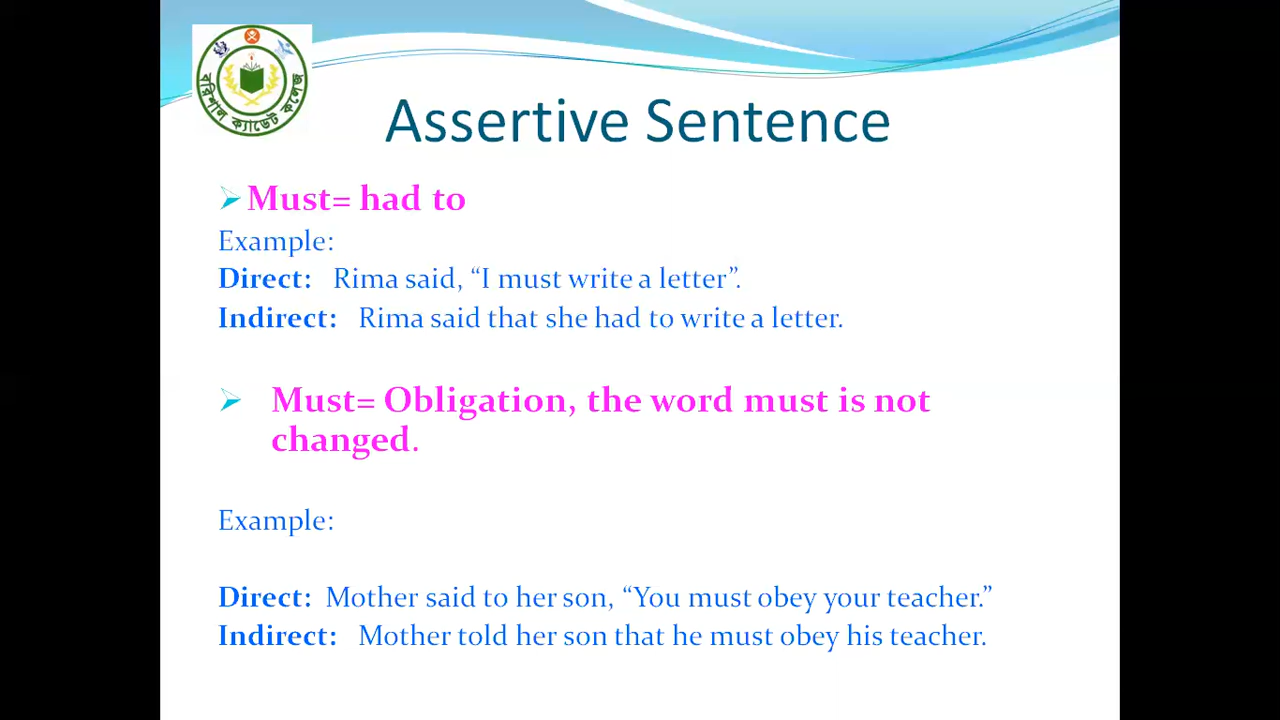 বরিশাল ক্যাডেট কলেজ
Assertive Sentence
Must= had to
Example:
Direct: Rima said, “I must write a letter”.
Indirect: Rima said that she had to write a letter.
Must= Obligation, the word must is not
changed.
Example:
Direct: Mother said to her son, “You must obey your teacher.”
Indirect: Mother told her son that he must obey his teacher.